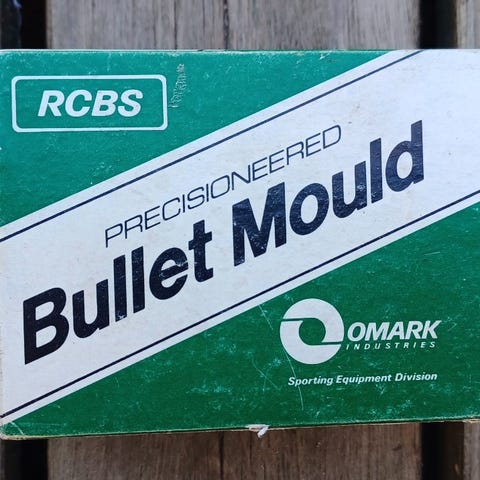 RCBS
PRECISIONEERED
Bullet Mould
OMARK
INDUSTRIES
Sporting Equipment Division